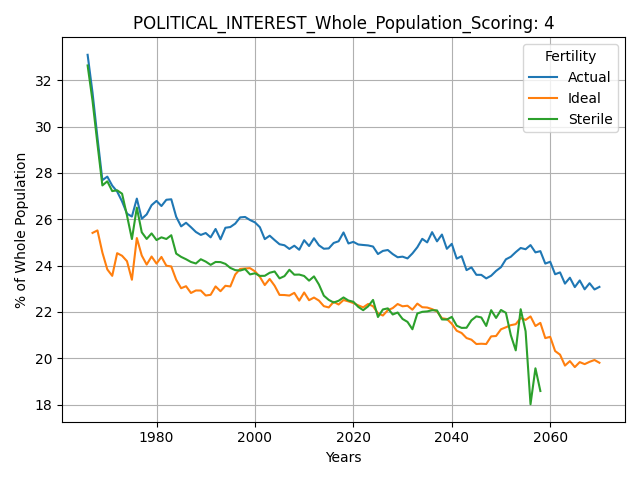 POLITICAL_INTEREST_Whole_Population_Scoring: 4
Fertility
Actual
Ideal
Sterile
% of Whole Population
32
30
28
26
24
22
20
18
1980
2000
2020
2040
2060
Years